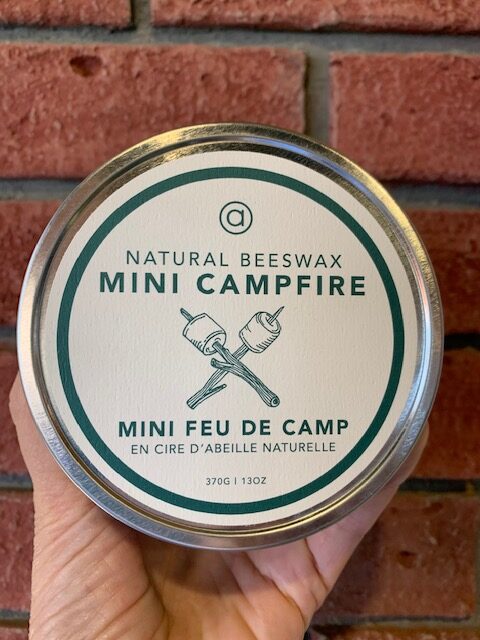 a
NATURAL BEESWAX
MINI CAMPFIRE
MINI FEU DE CAMP
EN CIRE D'ABEILLE NATURELLE
370G | 13OZ